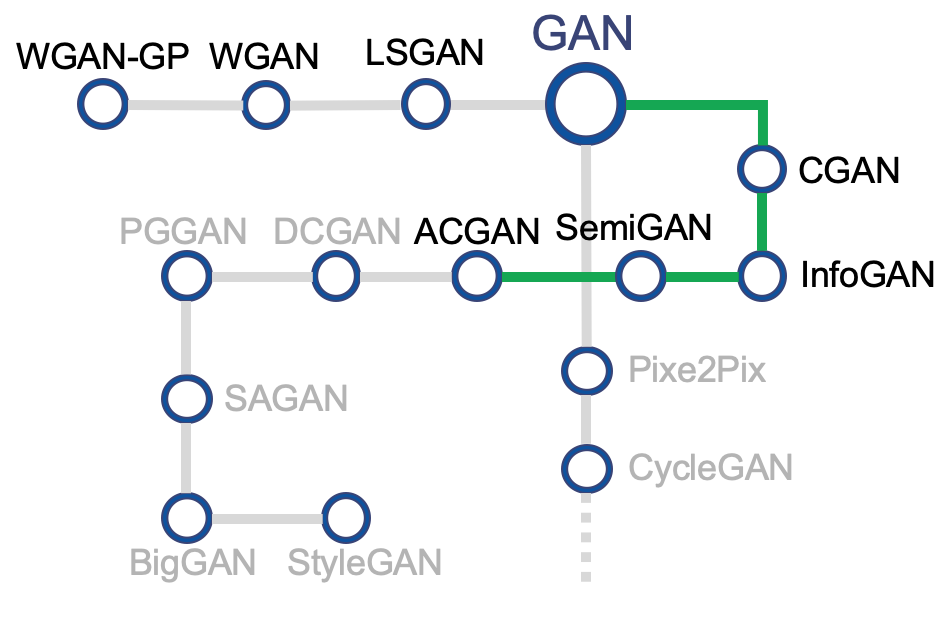 GAN
WGAN-GP
WGAN
LSGAN
CGAN
PGGAN
DCGAN
ACGAN
SemiGAN
InfoGAN
Pixe2Pix
SAGAN
CycleGAN
BigGAN
StyleGAN